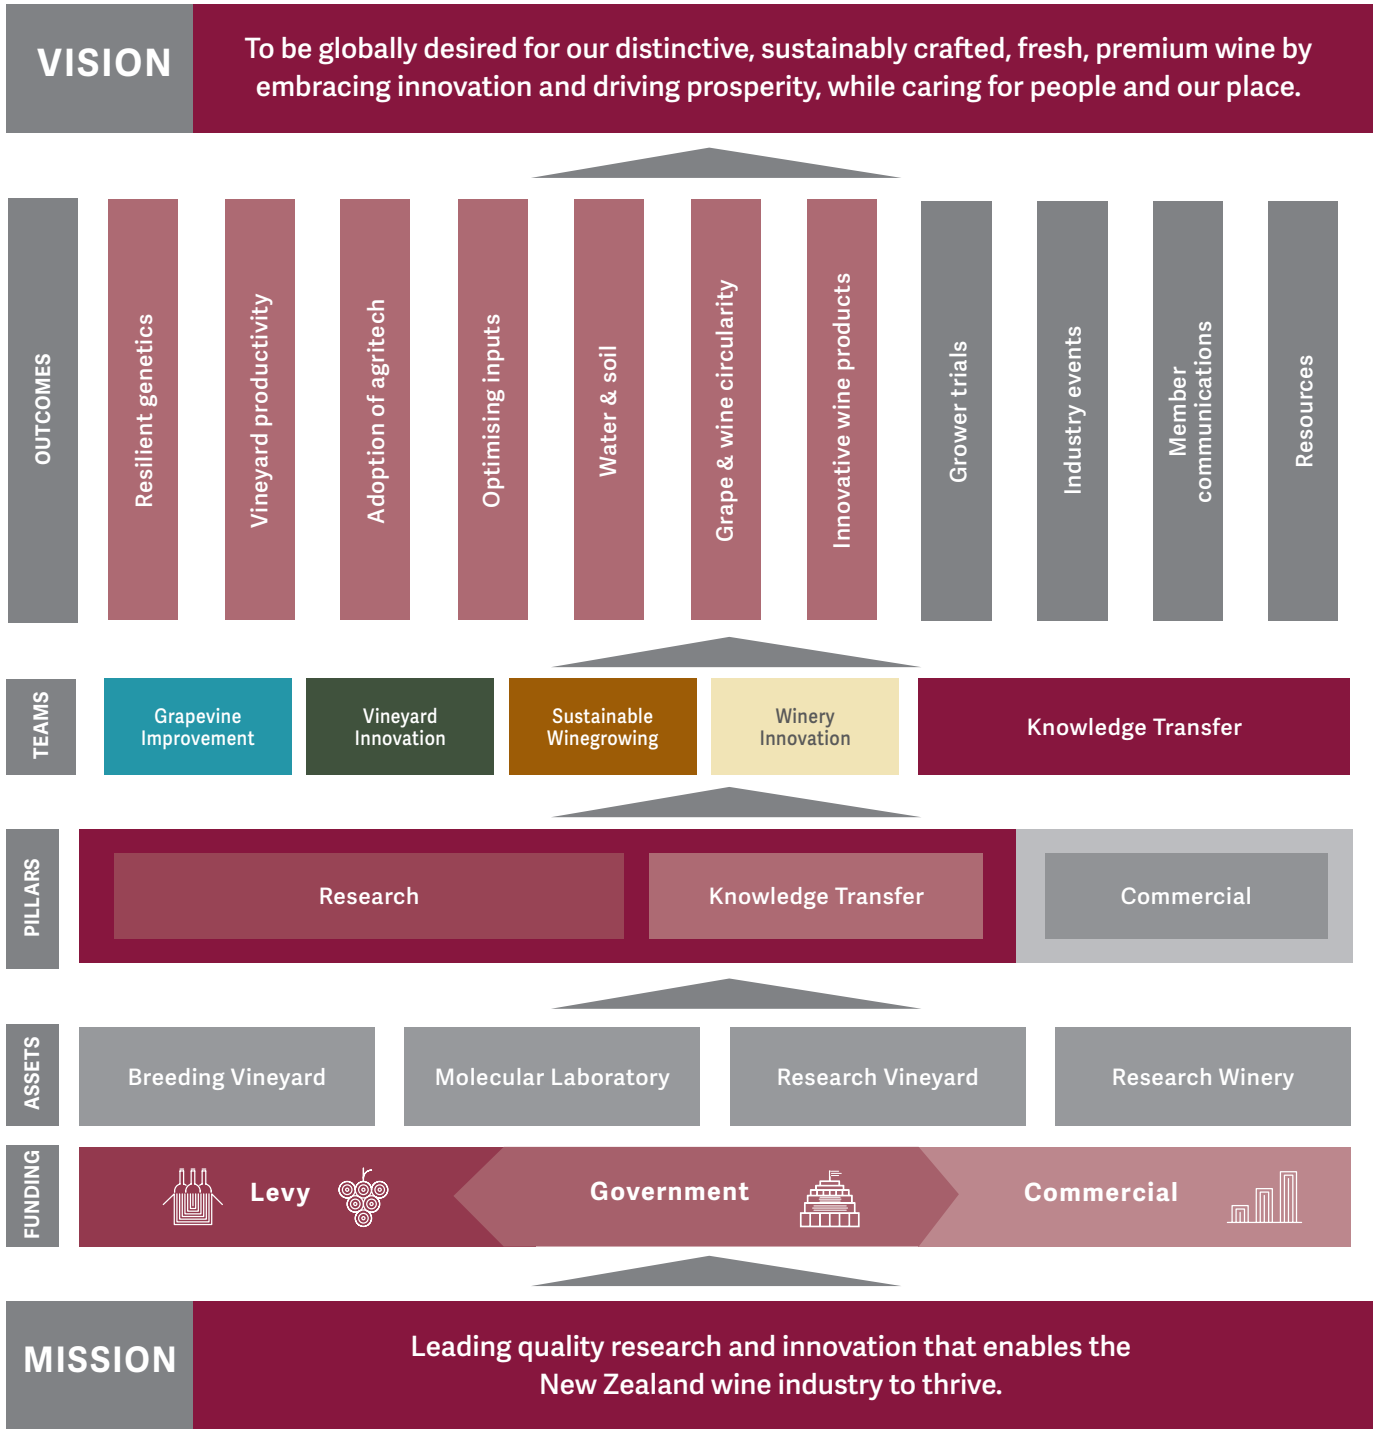 VISION
To be globally desired for our distinctive, sustainably crafted, fresh, premium wine by
embracing innovation and driving prosperity, while caring for people and our place.
OUTCOMES
Resilient genetics
Vineyard productivity
Adoption of agritech
Optimising inputs
Water & soil
Grape & wine circularity
Innovative wine products
Grower trials
Industry events
Member
communications
Resources
TEAMS
Grapevine
Improvement
Vineyard
Innovation
Sustainable
Winegrowing
Winery
Innovation
Knowledge Transfer
PILLARS
Research
Knowledge Transfer
Commercial
ASSETS
Breeding Vineyard
Molecular Laboratory
Research Vineyard
Research Winery
FUNDING
Levy
Government
Commercial
MISSION
Leading quality research and innovation that enables the
New Zealand wine industry to thrive.